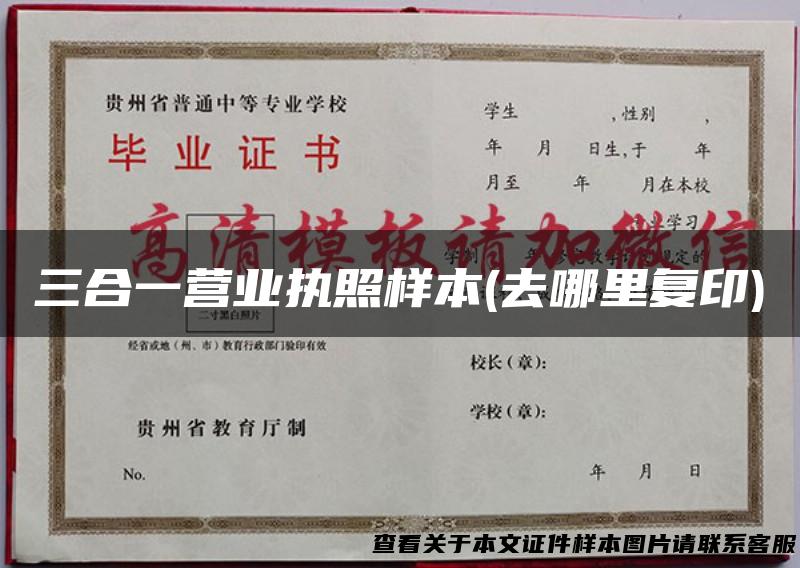 贵州省普通中等专业学校
毕业证书
学生 ,性别 ,
年 月 日生,于 年
月至 年 月在本校
专业学习
高清模板请加微信
三合一营业执照样本(去哪里复印)
二寸黑白照片
经省或地(州、市)教育行政部门验印有效
校长(章):
学校(章):
贵州省教育厅制
No.
年 月 日
查看关于本文证件样本图片请联系客服